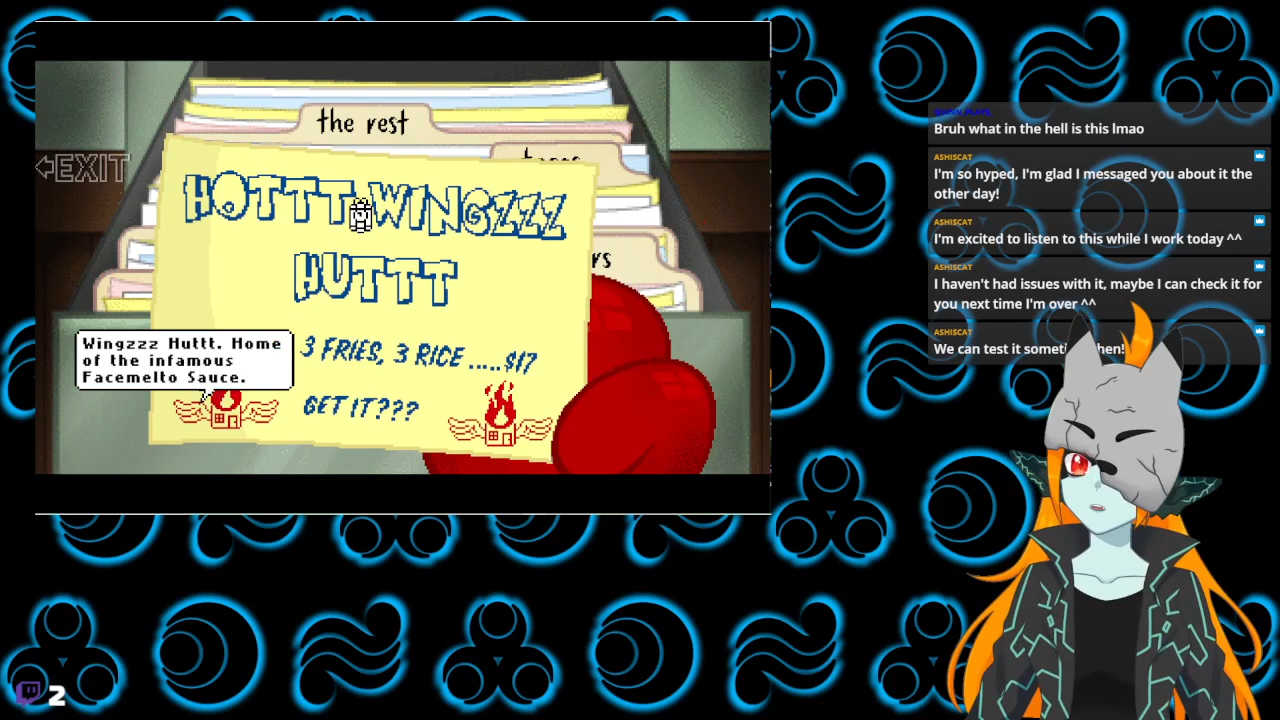 the rest
←EXIT
HOTTT WINGZZZ
HUTTT
rs
Wingzzz Huttt. Home
of the infamous
Facemelto Sauce.
3 FRIES, 3 RICE .....$17
GET IT???
Bruh what in the hell is this lmao
ASHISCAT
I'm so hyped, I'm glad I messaged you about it the
other day!
ASHISCAT
I'm excited to listen to this while I work today ^^
ASHISCAT
I haven't had issues with it, maybe I can check it for
you next time I'm over ^^
ASHISCAT
We can test it someti hen!
2